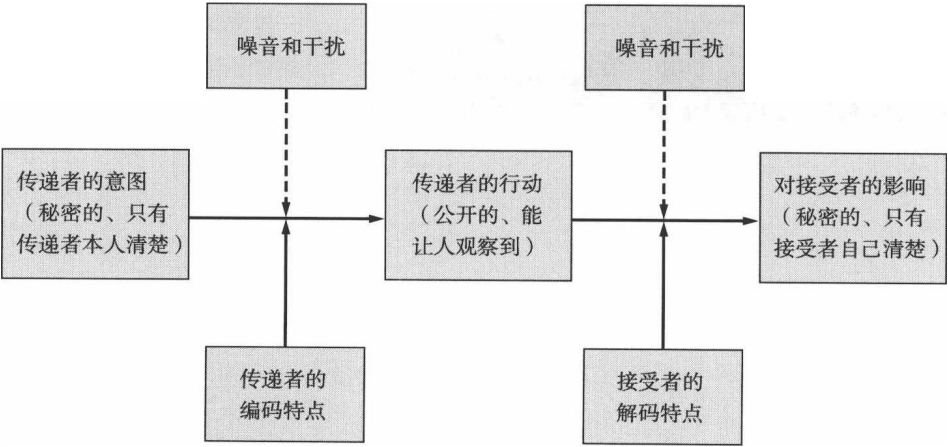 噪音和干扰
噪音和干扰
传递者的意图
（秘密的、只有
传递者本人清楚）
传递者的行动
（公开的、能
让人观察到）
对接受者的影响
（秘密的、只有
接受者自己清楚）
传递者的
编码特点
接受者的
解码特点